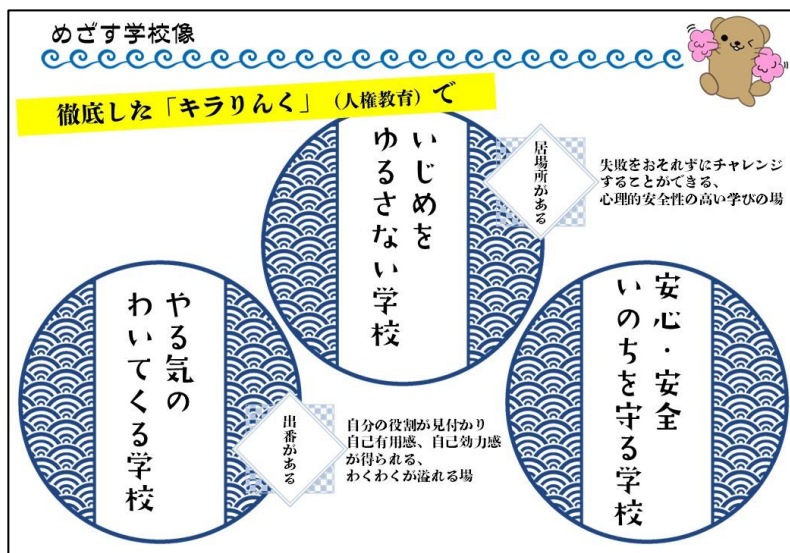 めざす学校像
徹底した「キラりんく」（人権教育）で
いじめを
ゆるさない学校
居場所がある
失敗をおそれずにチャレンジ
することができる、
心理的安全性の高い学びの場
やる気の
わいてくる学校
出番がある
自分の役割が見付かり
自己有用感、自己効力感
が得られる、
わくわくが溢れる場
安心・安全
いのちを守る学校